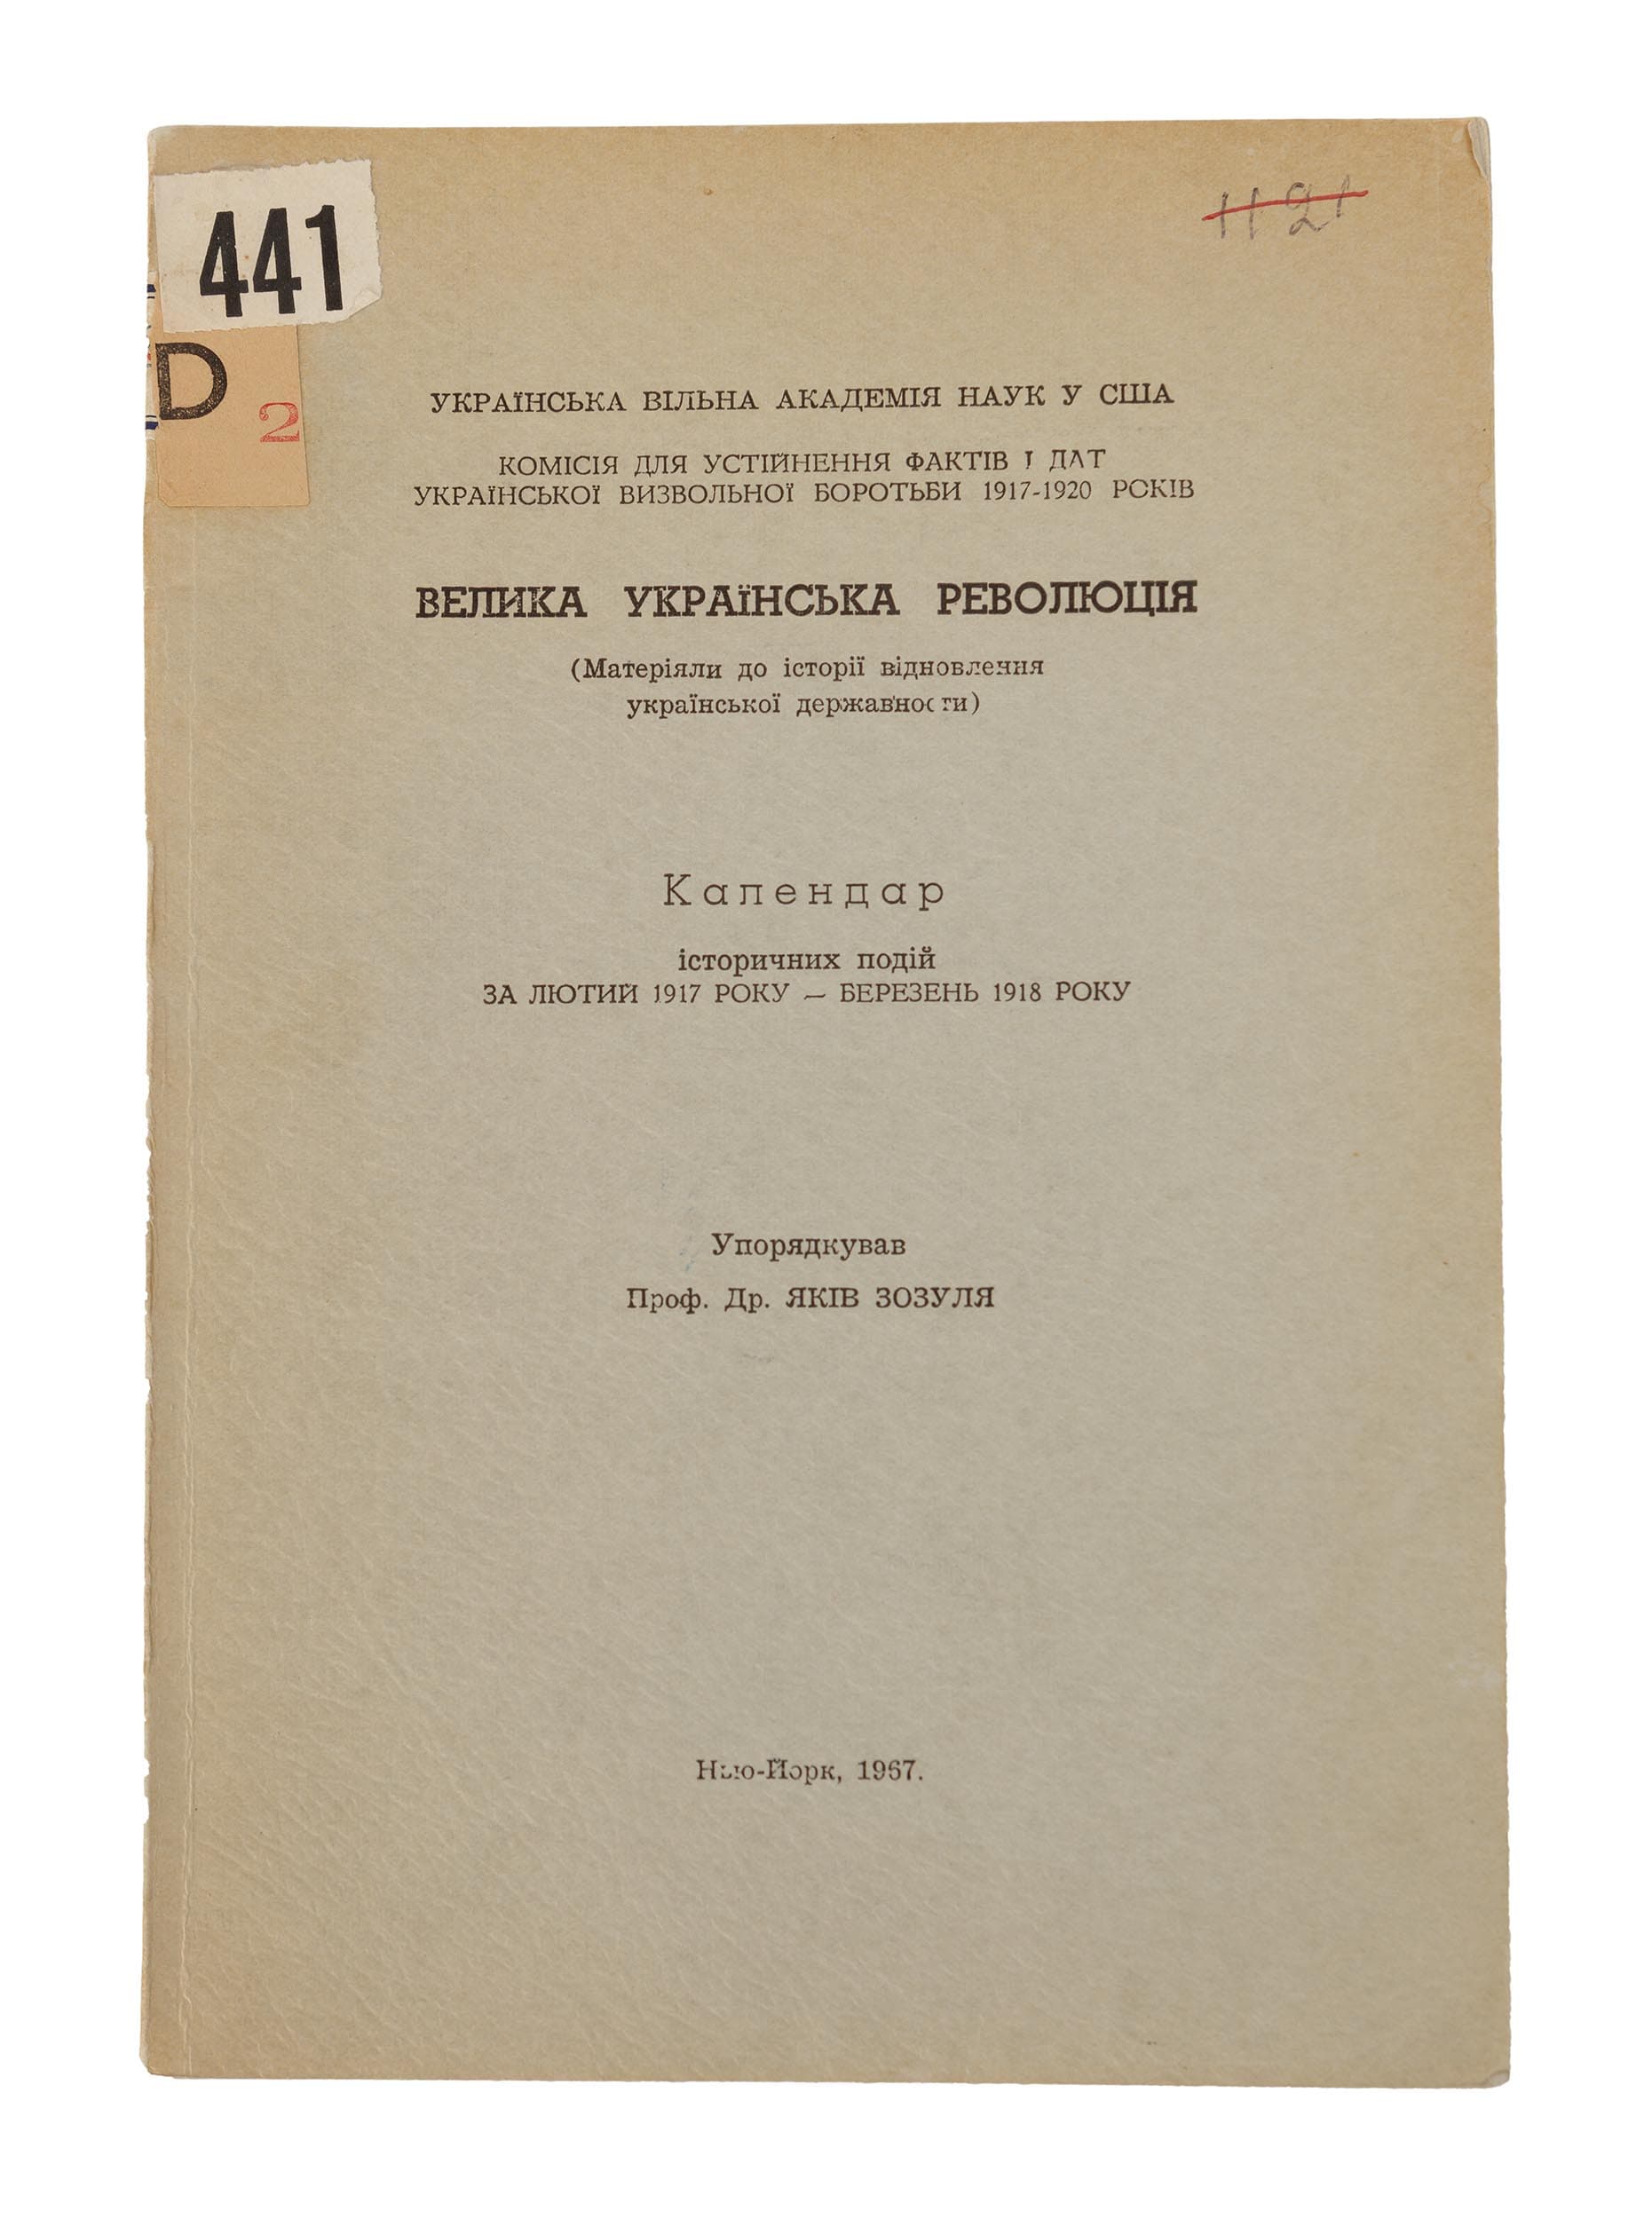 441
1121
D
2
УКРАЇНСЬКА ВІЛЬНА АКАДЕМІЯ НАУК У США
КОМІСІЯ ДЛЯ УСТІЙНЕННЯ ФАКТІВ І ДАТ
УКРАЇНСЬКОЇ ВИЗВОЛЬНОЇ БОРОТЬБИ 1917-1920 РОКІВ
ВЕЛИКА УКРАЇНСЬКА РЕВОЛЮЦІЯ
(Матеріяли до історії відновлення
української державности)
Календар
історичних подій
ЗА ЛЮТИЙ 1917 РОКУ — БЕРЕЗЕНЬ 1918 РОКУ
Упорядкував
Проф. Др. ЯКІВ ЗОЗУЛЯ
Нью-Йорк, 1967.